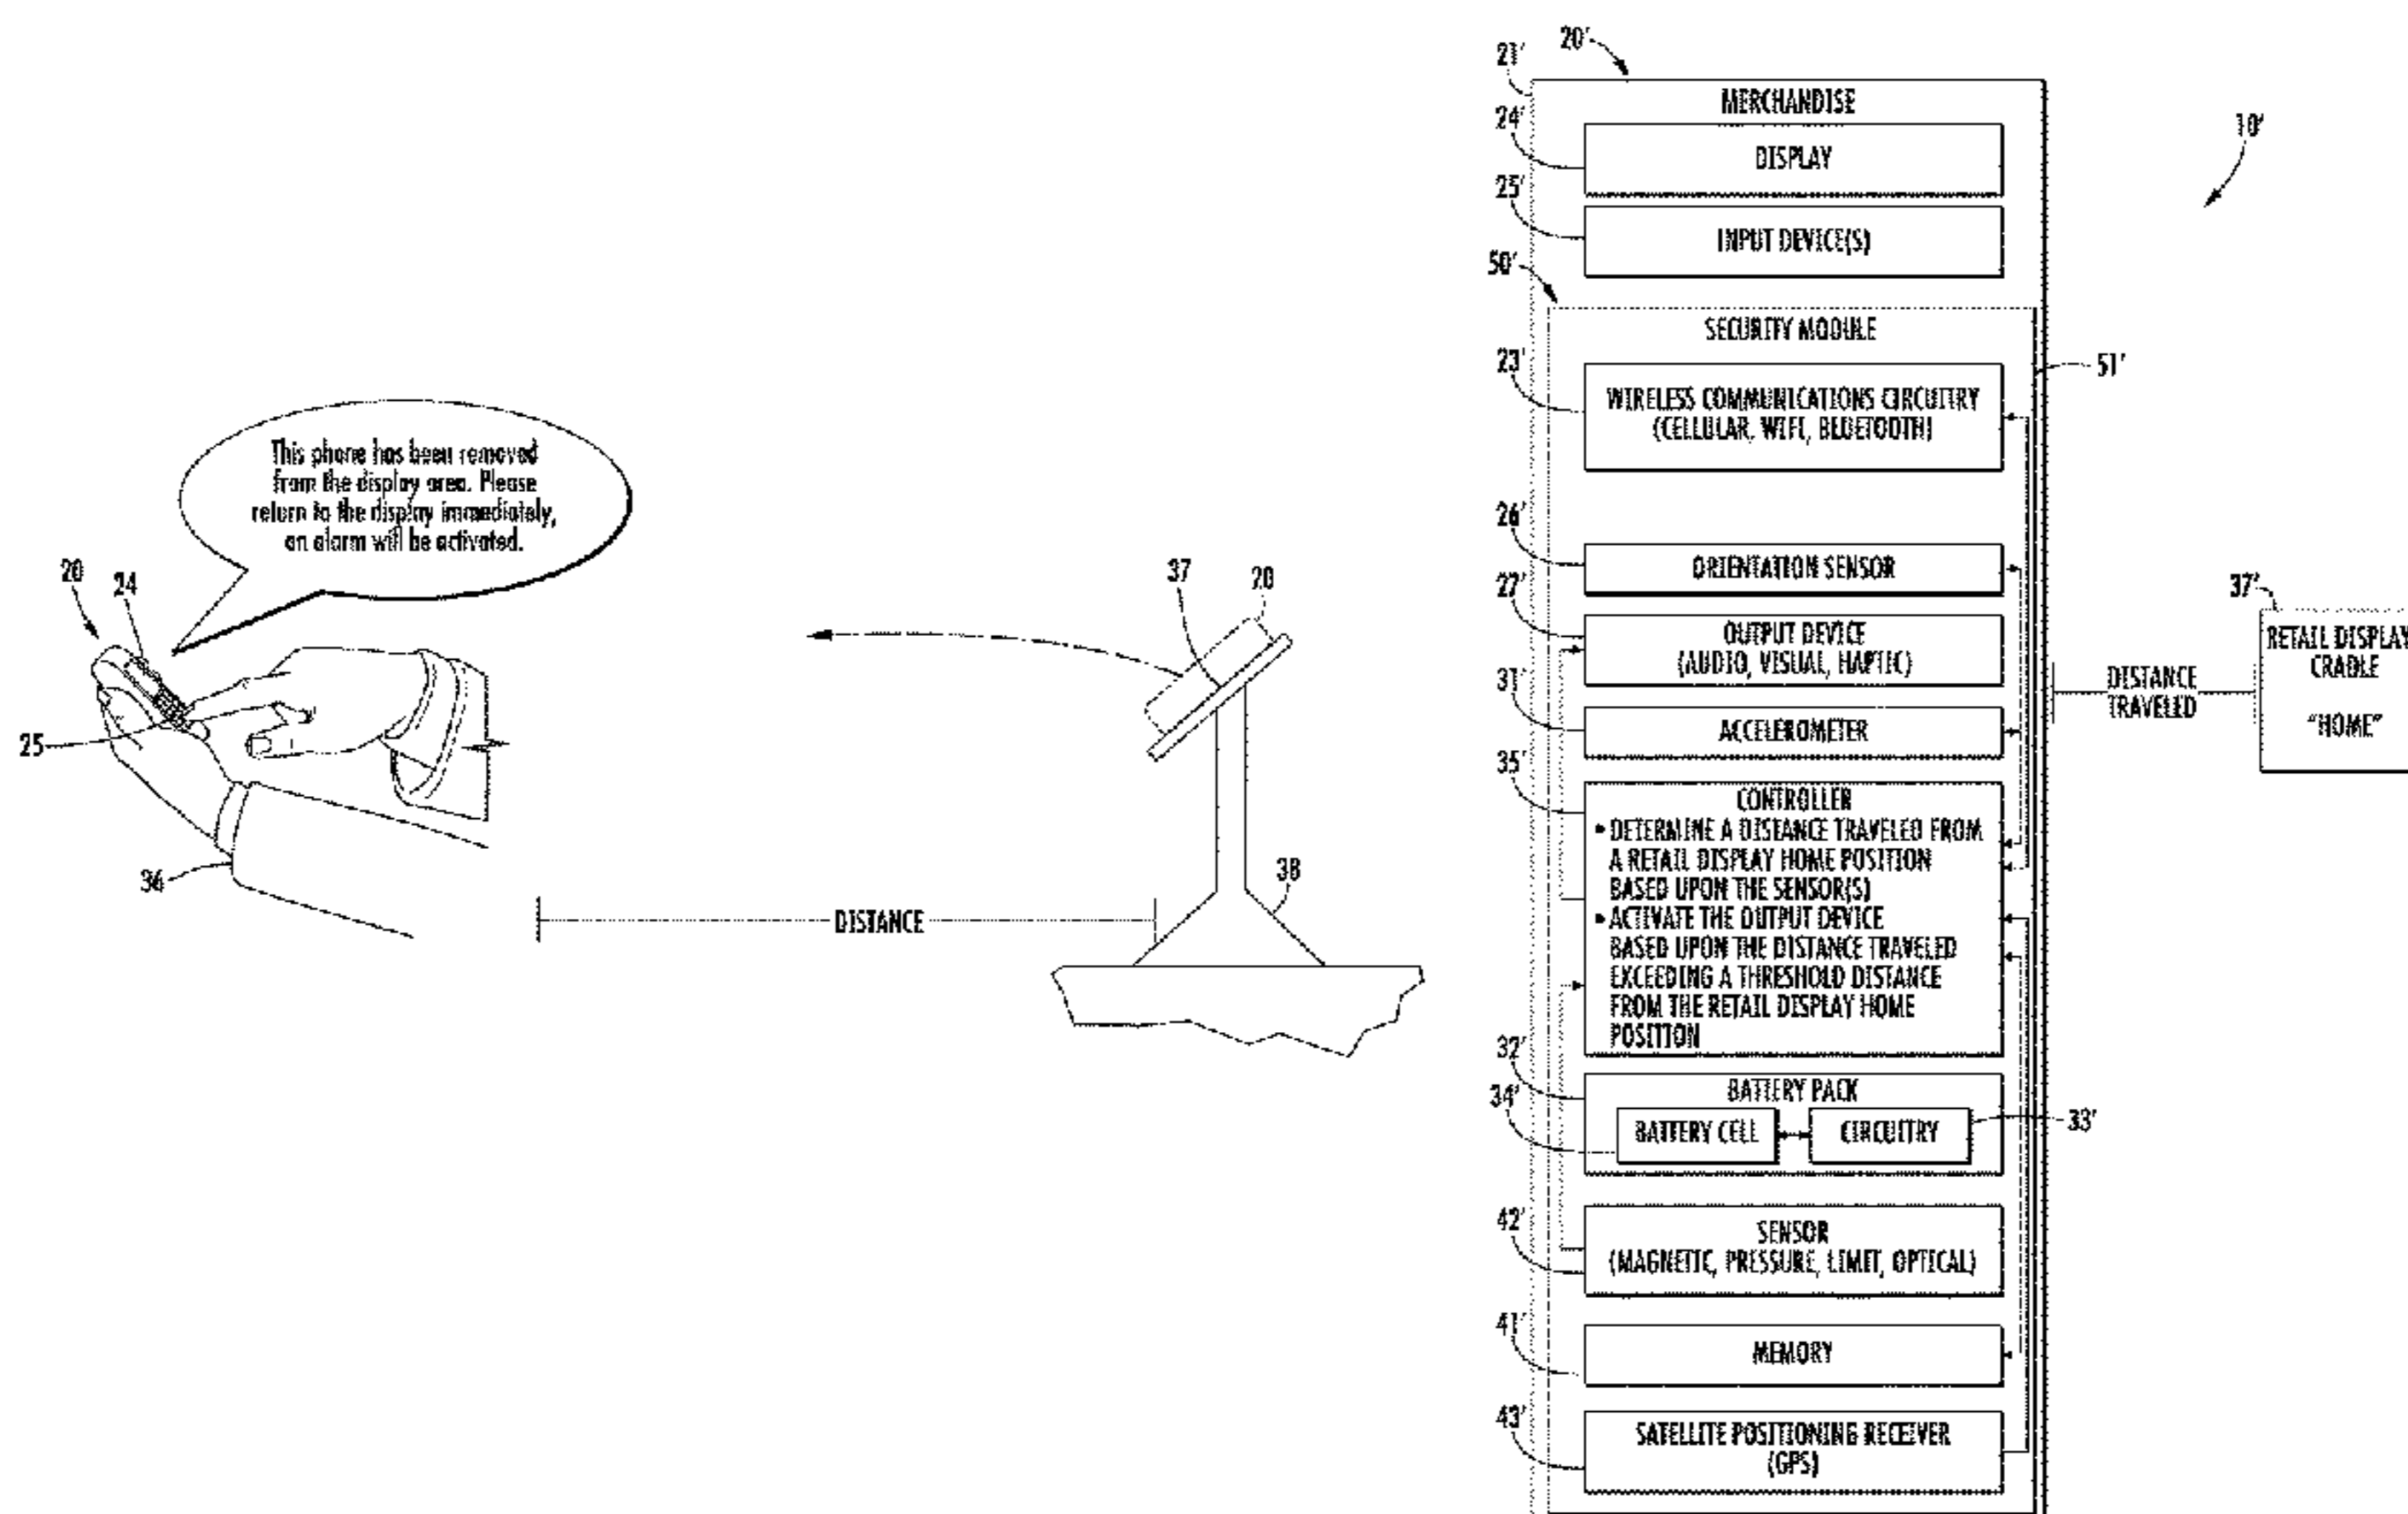 This phone has been removed
from the display area. Please
return to the display immediately,
an alarm will be activated.
20
24
25
36
37
20
38
DISTANCE
20'
21'
MERCHANDISE
24'
DISPLAY
25'
INPUT DEVICE(S)
50'
SECURITY MODULE
51'
23'
WIRELESS COMMUNICATIONS CIRCUITRY
(CELLULAR, WIFI, BLUETOOTH)
26'
ORIENTATION SENSOR
27'
OUTPUT DEVICE
(AUDIO, VISUAL, HAPTIC)
31'
ACCELEROMETER
35'
CONTROLLER
• DETERMINE A DISTANCE TRAVELED FROM
A RETAIL DISPLAY HOME POSITION
BASED UPON THE SENSOR(S)
• ACTIVATE THE OUTPUT DEVICE
BASED UPON THE DISTANCE TRAVELED
EXCEEDING A THRESHOLD DISTANCE
FROM THE RETAIL DISPLAY HOME
POSITION
32'
BATTERY PACK
34'
BATTERY CELL
CIRCUITRY
33'
42'
SENSOR
(MAGNETIC, PRESSURE, LIMIT, OPTICAL)
41'
MEMORY
43'
SATELLITE POSITIONING RECEIVER
(GPS)
10'
DISTANCE
TRAVELED
37'
RETAIL DISPLAY
CRADLE
"HOME"